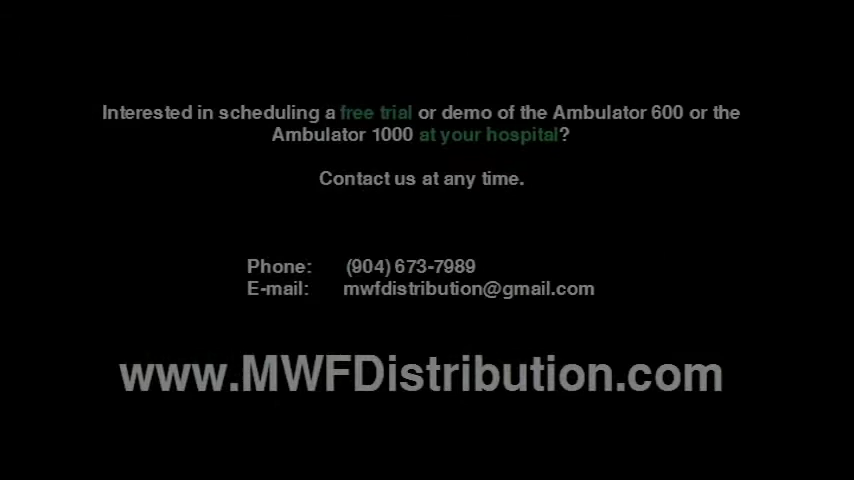 Interested in scheduling a free trial or demo of the Ambulator 600 or the
Ambulator 1000 at your hospital?
Contact us at any time.
Phone: (904) 673-7989
E-mail: mwfdistribution@gmail.com
www.MWFDistribution.com